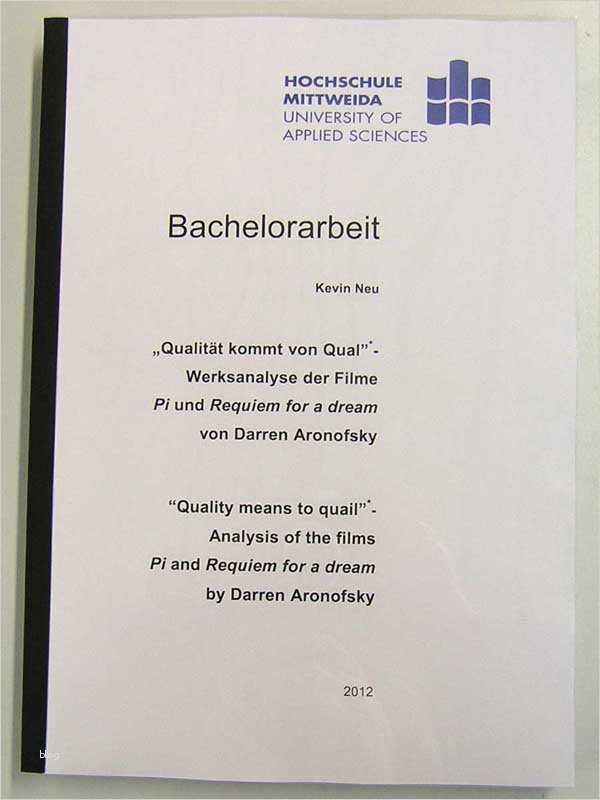 HOCHSCHULE
MITTWEIDA
UNIVERSITY OF
APPLIED SCIENCES
Bachelorarbeit
Kevin Neu
„Qualität kommt von Qual”*-
Werksanalyse der Filme
Pi und Requiem for a dream
von Darren Aronofsky
“Quality means to quail”*-
Analysis of the films
Pi and Requiem for a dream
by Darren Aronofsky
2012
blog